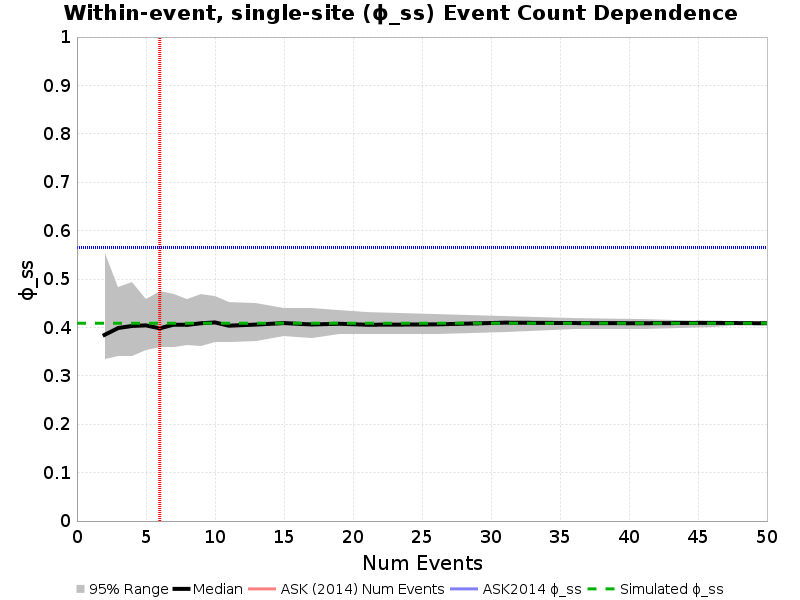 Within-event, single-site (ϕ_ss) Event Count Dependence
1
0.9
0.8
0.7
0.6
0.5
0.4
0.3
0.2
0.1
0
ϕ_ss
0 5 10 15 20 25 30 35 40 45 50
Num Events
95% Range Median ASK (2014) Num Events ASK2014 ϕ_ss Simulated ϕ_ss